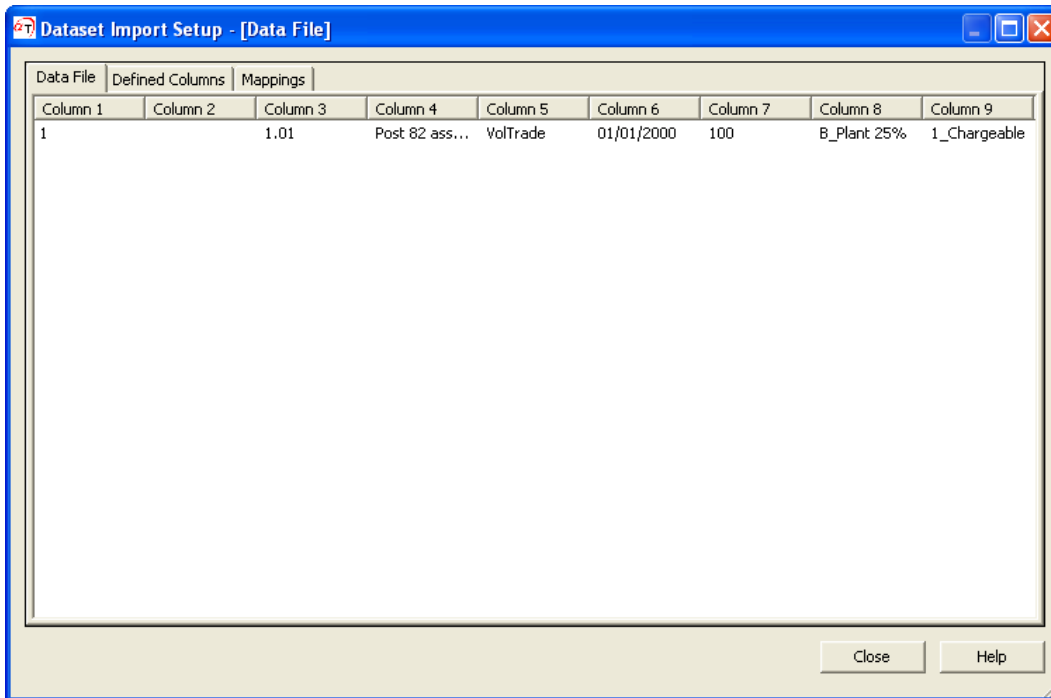 Dataset Import Setup - [Data File]
Data File Defined Columns Mappings
Column 1 Column 2 Column 3 Column 4 Column 5 Column 6 Column 7 Column 8 Column 9
1 1.01 Post 82 ass... VolTrade 01/01/2000 100 B_Plant 25% 1_Chargeable
Close Help